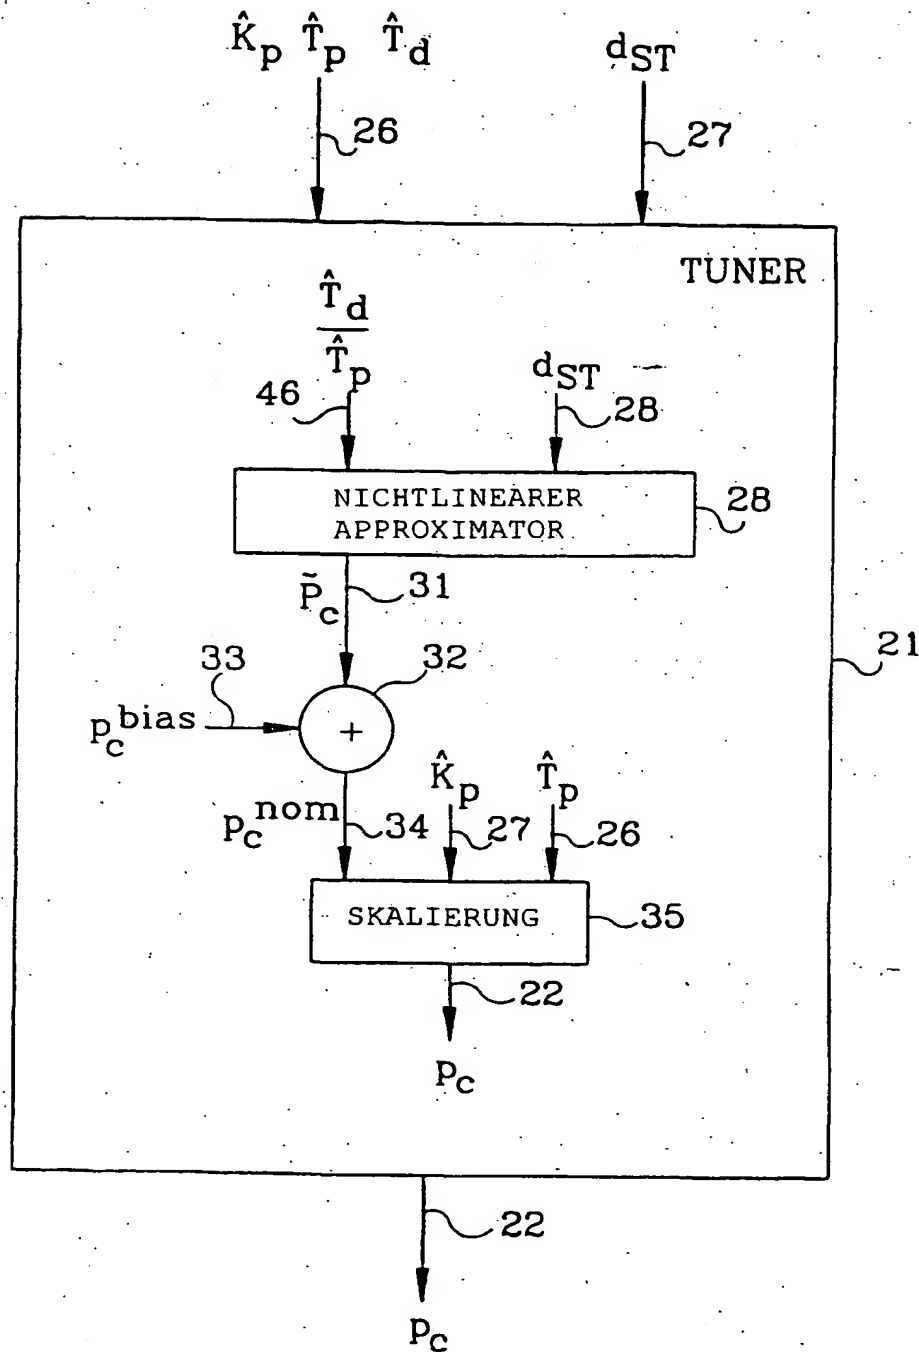 K̂p T̂p T̂d
dST
26
27
TUNER
T̂d
T̂p
dST
46
28
NICHTLINEARER
APPROXIMATOR
28
P̃c
31
21
33
32
pc bias
+
K̂p
T̂p
pc nom
34
27
26
SKALIERUNG
35
22
pc
22
pc